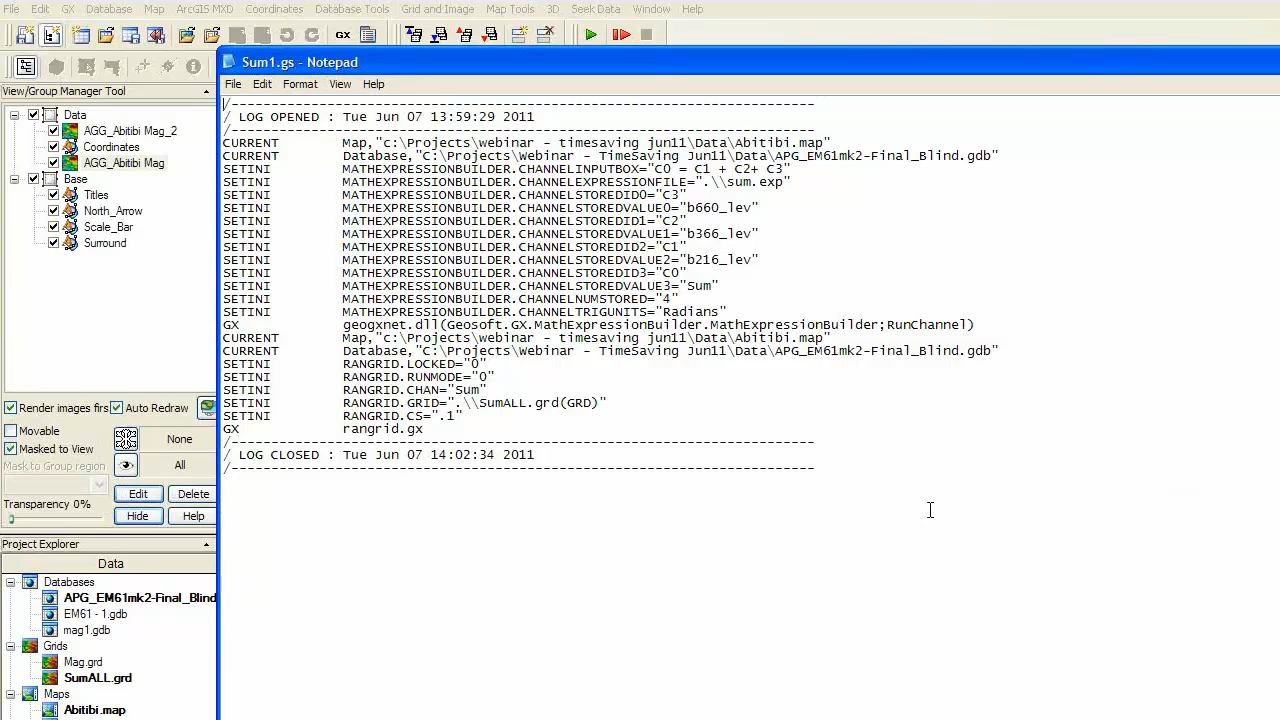 File Edit GX Database Map ArcGIS MXD Coordinates Database Tools Grid and Image Map Tools 3D Seek Data Window Help
GX
Sum1.gs - Notepad
File Edit Format View Help
View/Group Manager Tool
Data
AGG_Abitibi Mag_2
Coordinates
AGG_Abitibi Mag
Base
Titles
North_Arrow
Scale_Bar
Surround
Render images firs Auto Redraw
Movable
None
Masked to View
Mask to Group region
All
Transparency 0%
Edit Delete
Hide Help
Project Explorer
Data
Databases
APG_EM61mk2-Final_Blind
EM61 - 1.gdb
mag1.gdb
Grids
Mag.grd
SumALL.grd
Maps
Abitibi.map
/------------------------------------------------------------------------
/ LOG OPENED : Tue Jun 07 13:59:29 2011
/------------------------------------------------------------------------
CURRENT Map,"c:\Projects\webinar - timesaving jun11\Data\Abitibi.map"
CURRENT Database,"C:\Projects\Webinar - TimeSaving Jun11\Data\APG_EM61mk2-Final_Blind.gdb"
SETINI MATHEXPRESSIONBUILDER.CHANNELINPUTBOX="C0 = C1 + C2+ C3"
SETINI MATHEXPRESSIONBUILDER.CHANNELEXPRESSIONFILE=".\\sum.exp"
SETINI MATHEXPRESSIONBUILDER.CHANNELSTOREDID0="C3"
SETINI MATHEXPRESSIONBUILDER.CHANNELSTOREDVALUE0="b660_lev"
SETINI MATHEXPRESSIONBUILDER.CHANNELSTOREDID1="C2"
SETINI MATHEXPRESSIONBUILDER.CHANNELSTOREDVALUE1="b366_lev"
SETINI MATHEXPRESSIONBUILDER.CHANNELSTOREDID2="C1"
SETINI MATHEXPRESSIONBUILDER.CHANNELSTOREDVALUE2="b216_lev"
SETINI MATHEXPRESSIONBUILDER.CHANNELSTOREDID3="C0"
SETINI MATHEXPRESSIONBUILDER.CHANNELSTOREDVALUE3="Sum"
SETINI MATHEXPRESSIONBUILDER.CHANNELNUMSTORED="4"
SETINI MATHEXPRESSIONBUILDER.CHANNELTRIGUNITS="Radians"
GX geogxnet.dll(Geosoft.GX.MathExpressionBuilder.MathExpressionBuilder;RunChannel)
CURRENT Map,"c:\Projects\webinar - timesaving jun11\Data\Abitibi.map"
CURRENT Database,"C:\Projects\Webinar - TimeSaving Jun11\Data\APG_EM61mk2-Final_Blind.gdb"
SETINI RANGRID.LOCKED="0"
SETINI RANGRID.RUNMODE="0"
SETINI RANGRID.CHAN="Sum"
SETINI RANGRID.GRID=".\\SumALL.grd(GRD)"
SETINI RANGRID.CS=".1"
GX rangrid.gx
/------------------------------------------------------------------------
/ LOG CLOSED : Tue Jun 07 14:02:34 2011
/------------------------------------------------------------------------